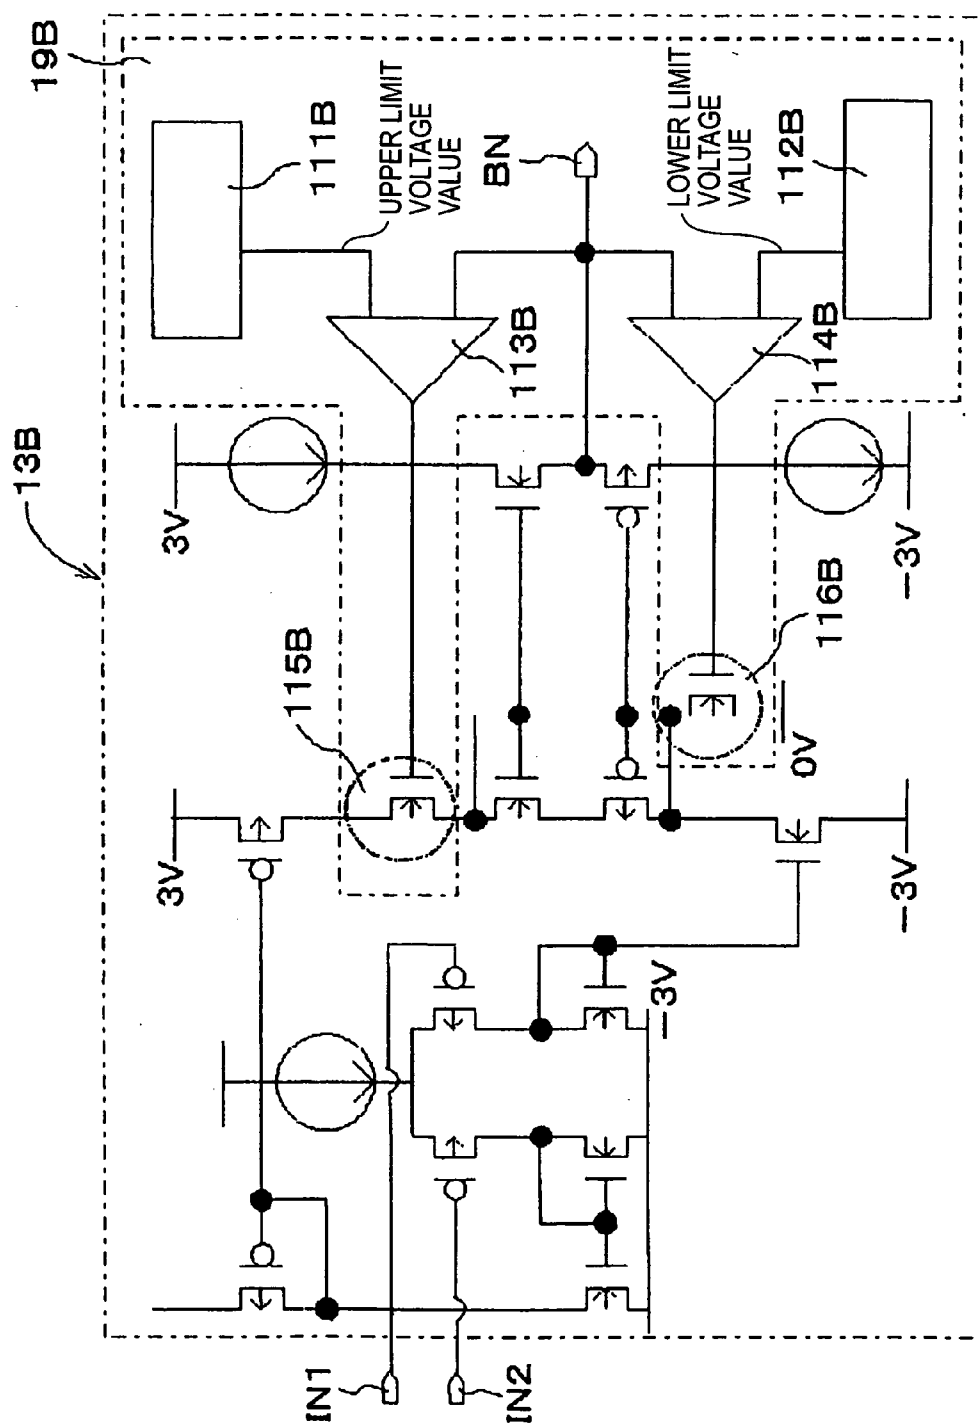 13B
19B
111B
UPPER LIMIT
VOLTAGE
VALUE
BN
LOWER LIMIT
VOLTAGE
VALUE
112B
113B
114B
3V
-3V
115B
116B
0V
3V
-3V
-3V
IN1
IN2